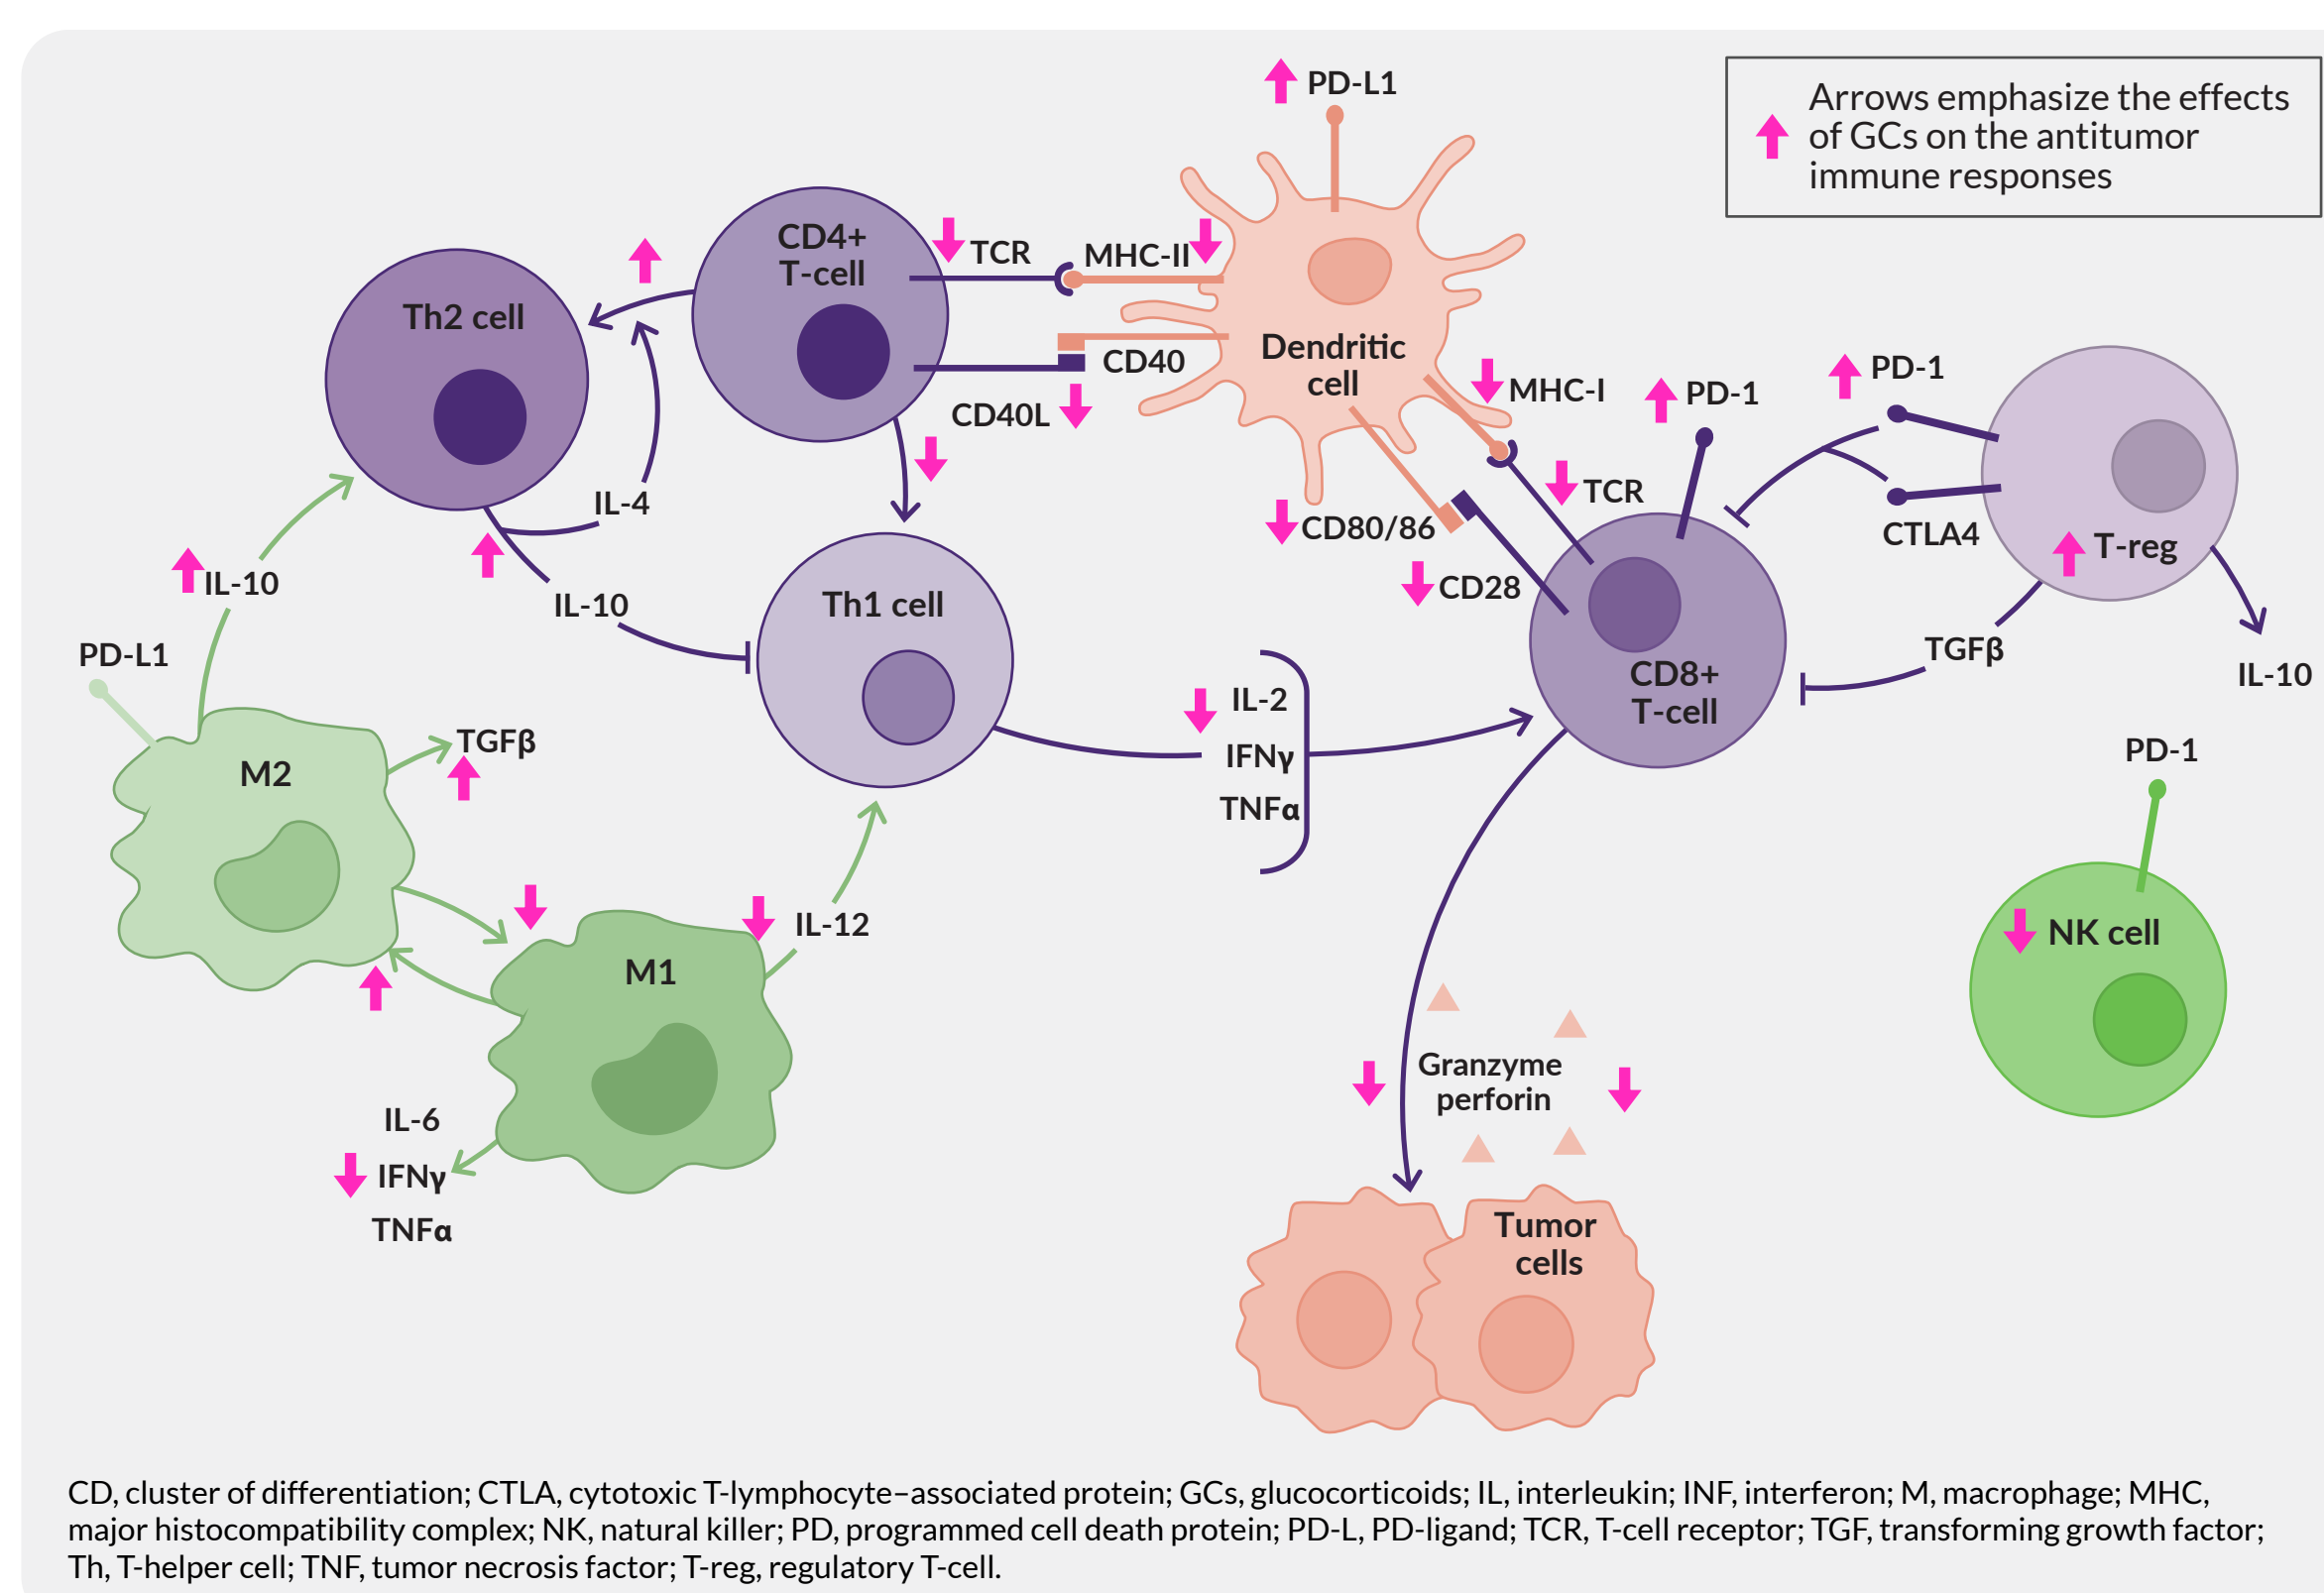 PD-L1
Arrows emphasize the effects
of GCs on the antitumor
immune responses
CD4+
T-cell
TCR
MHC-II
Th2 cell
Dendritic
cell
CD40
CD40L
MHC-I
PD-1
PD-1
IL-4
TCR
CD80/86
CTLA4
T-reg
IL-10
IL-10
Th1 cell
CD28
PD-L1
TGFβ
IL-10
CD8+
T-cell
IL-2
IFNγ
TNFα
M2
TGFβ
PD-1
IL-12
NK cell
M1
Granzyme
perforin
IL-6
IFNγ
TNFα
Tumor
cells
CD, cluster of differentiation; CTLA, cytotoxic T-lymphocyte–associated protein; GCs, glucocorticoids; IL, interleukin; INF, interferon; M, macrophage; MHC,
major histocompatibility complex; NK, natural killer; PD, programmed cell death protein; PD-L, PD-ligand; TCR, T-cell receptor; TGF, transforming growth factor;
Th, T-helper cell; TNF, tumor necrosis factor; T-reg, regulatory T-cell.